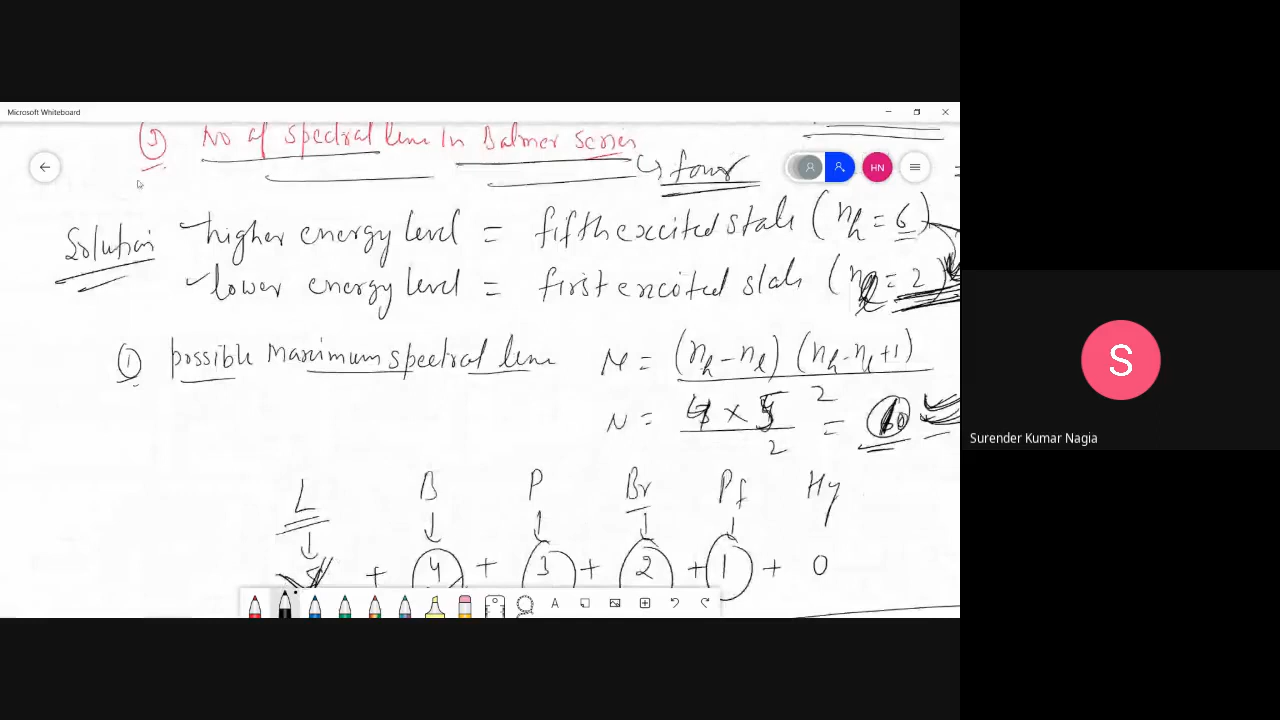 Microsoft Whiteboard
③ No of spectral line In Balmer series
↳ four
HN
Solution higher energy level = fifth excited state (nh = 6)
lower energy level = first excited state (nl = 2)
① possible Maximum spectral line N = (nh - nl) (nh - nl + 1)
2
N = 4 × 5 = 10
2
L B P Br Pf Hy
↓ ↓ ↓ ↓ ↓
+ 4 + 3 + 2 + 1 + 0
A
S
Surender Kumar Nagia